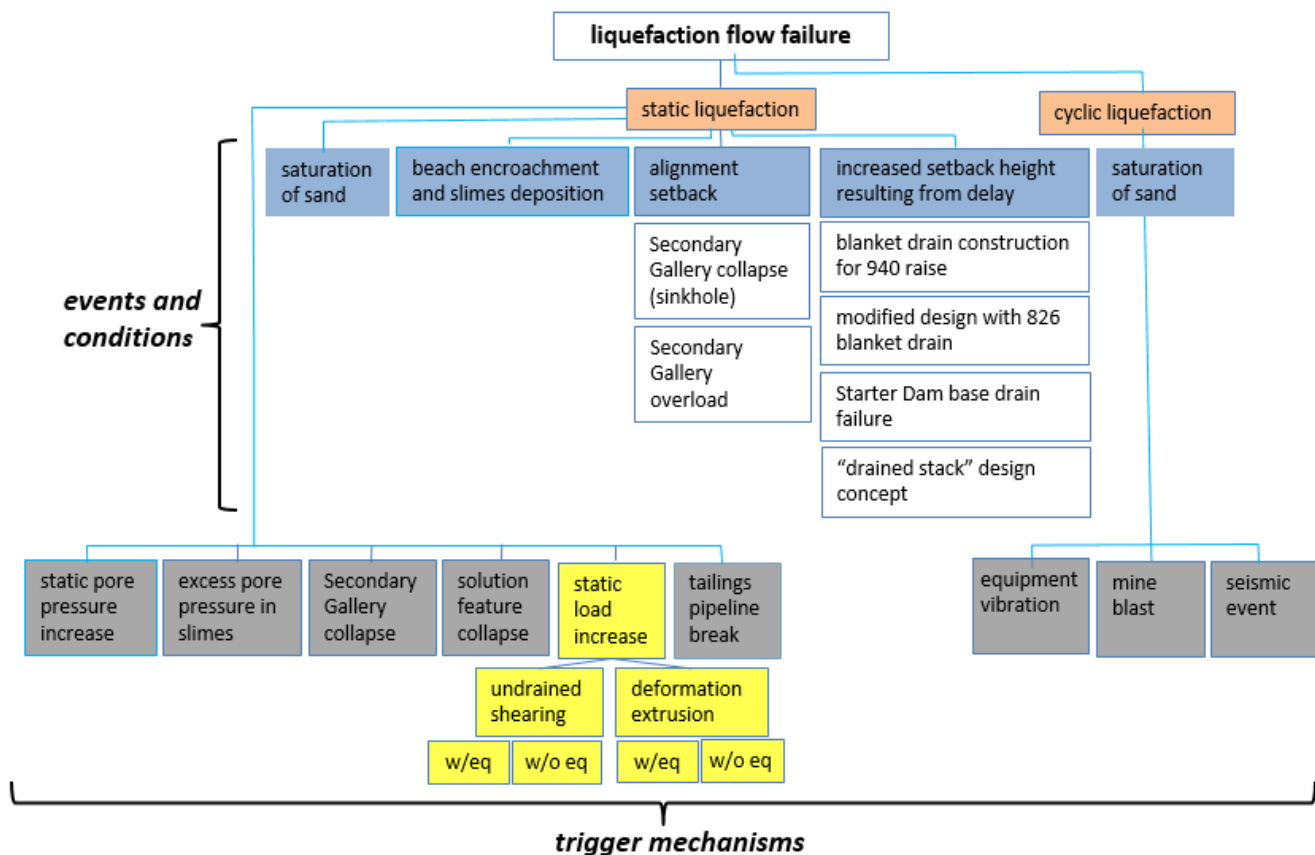 liquefaction flow failure
static liquefaction
cyclic liquefaction
saturation
of sand
beach encroachment
and slimes deposition
alignment
setback
increased setback height
resulting from delay
saturation
of sand
Secondary
Gallery collapse
(sinkhole)
Secondary
Gallery
overload
blanket drain construction
for 940 raise
modified design with 826
blanket drain
Starter Dam base drain
failure
“drained stack” design
concept
events and
conditions
static pore
pressure
increase
excess pore
pressure in
slimes
Secondary
Gallery
collapse
solution
feature
collapse
static
load
increase
tailings
pipeline
break
equipment
vibration
mine
blast
seismic
event
undrained
shearing
deformation
extrusion
w/eq
w/o eq
w/eq
w/o eq
trigger mechanisms